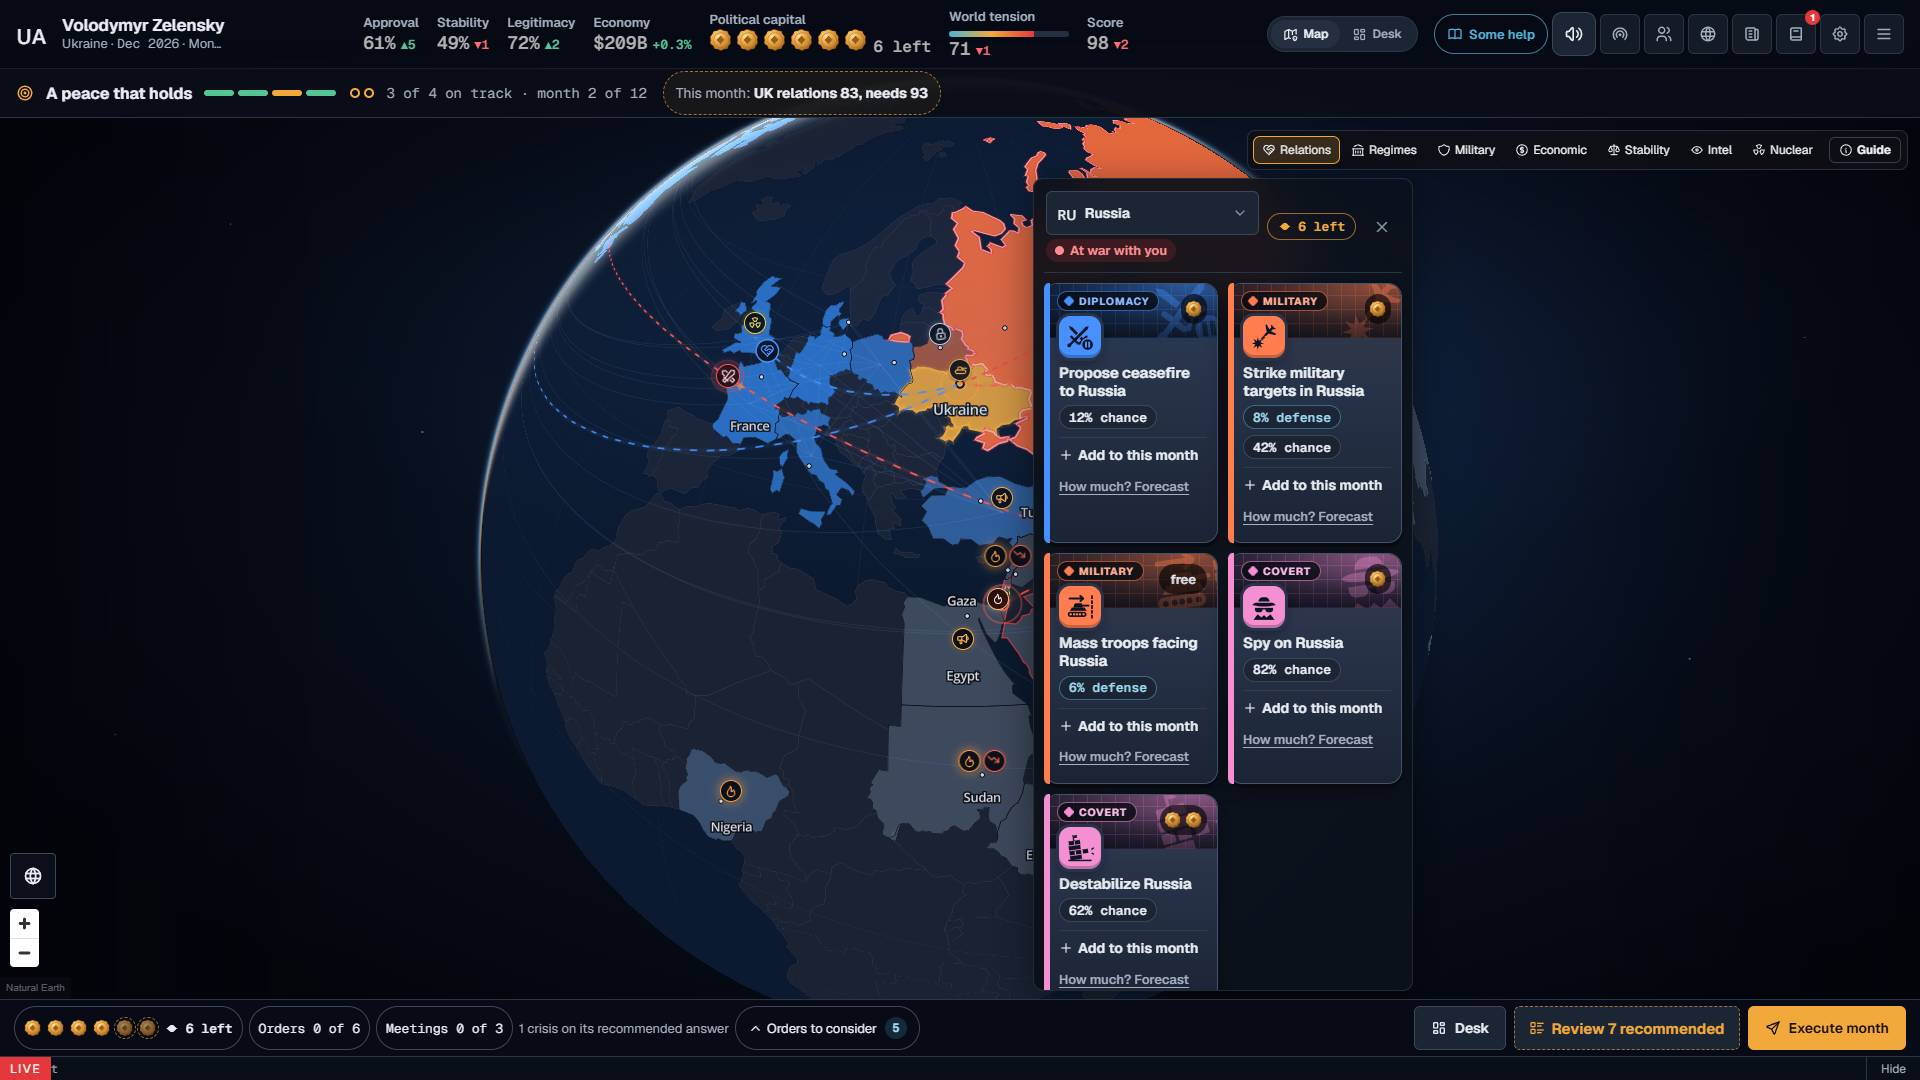 UA
Volodymyr Zelensky
Ukraine · Dec 2026 · Mon...
Approval
61% ▲5
Stability
49% ▼1
Legitimacy
72% ▲2
Economy
$209B +0.3%
Political capital
6 left
World tension
71 ▼1
Score
98 ▼2
Map
Desk
Some help
1
A peace that holds
3 of 4 on track · month 2 of 12
This month: UK relations 83, needs 93
Relations
Regimes
Military
Economic
Stability
Intel
Nuclear
Guide
RU Russia
6 left
At war with you
DIPLOMACY
Propose ceasefire
to Russia
12% chance
+ Add to this month
How much? Forecast
MILITARY
Strike military
targets in Russia
8% defense
42% chance
+ Add to this month
How much? Forecast
MILITARY
free
Mass troops facing
Russia
6% defense
+ Add to this month
How much? Forecast
COVERT
Spy on Russia
82% chance
+ Add to this month
How much? Forecast
COVERT
Destabilize Russia
62% chance
+ Add to this month
How much? Forecast
Ukraine
France
Tu
Gaza
Egypt
Sudan
Nigeria
E
+
−
Natural Earth
6 left
Orders 0 of 6
Meetings 0 of 3
1 crisis on its recommended answer
Orders to consider 5
Desk
Review 7 recommended
Execute month
LIVE
t
Hide